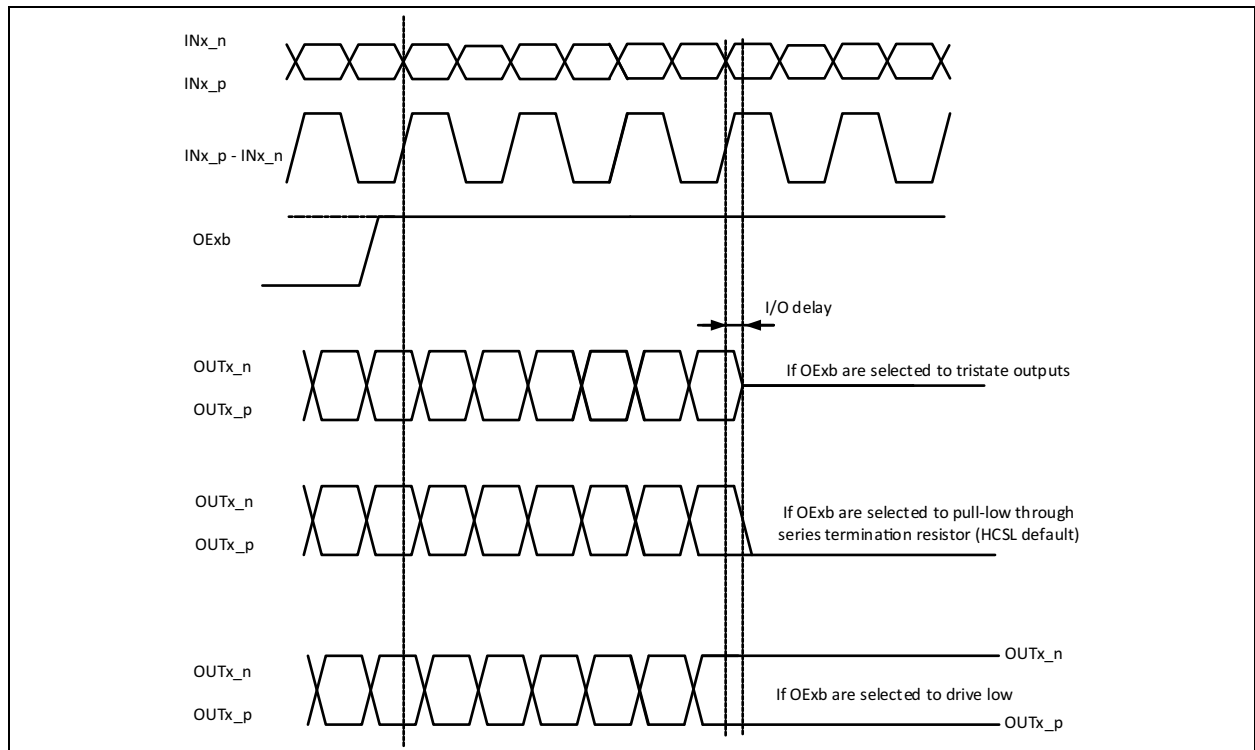 INx_n
INx_p
INx_p - INx_n
OExb
I/O delay
OUTx_n
If OExb are selected to tristate outputs
OUTx_p
OUTx_n
If OExb are selected to pull-low through
series termination resistor (HCSL default)
OUTx_p
OUTx_n
OUTx_n
If OExb are selected to drive low
OUTx_p
OUTx_p